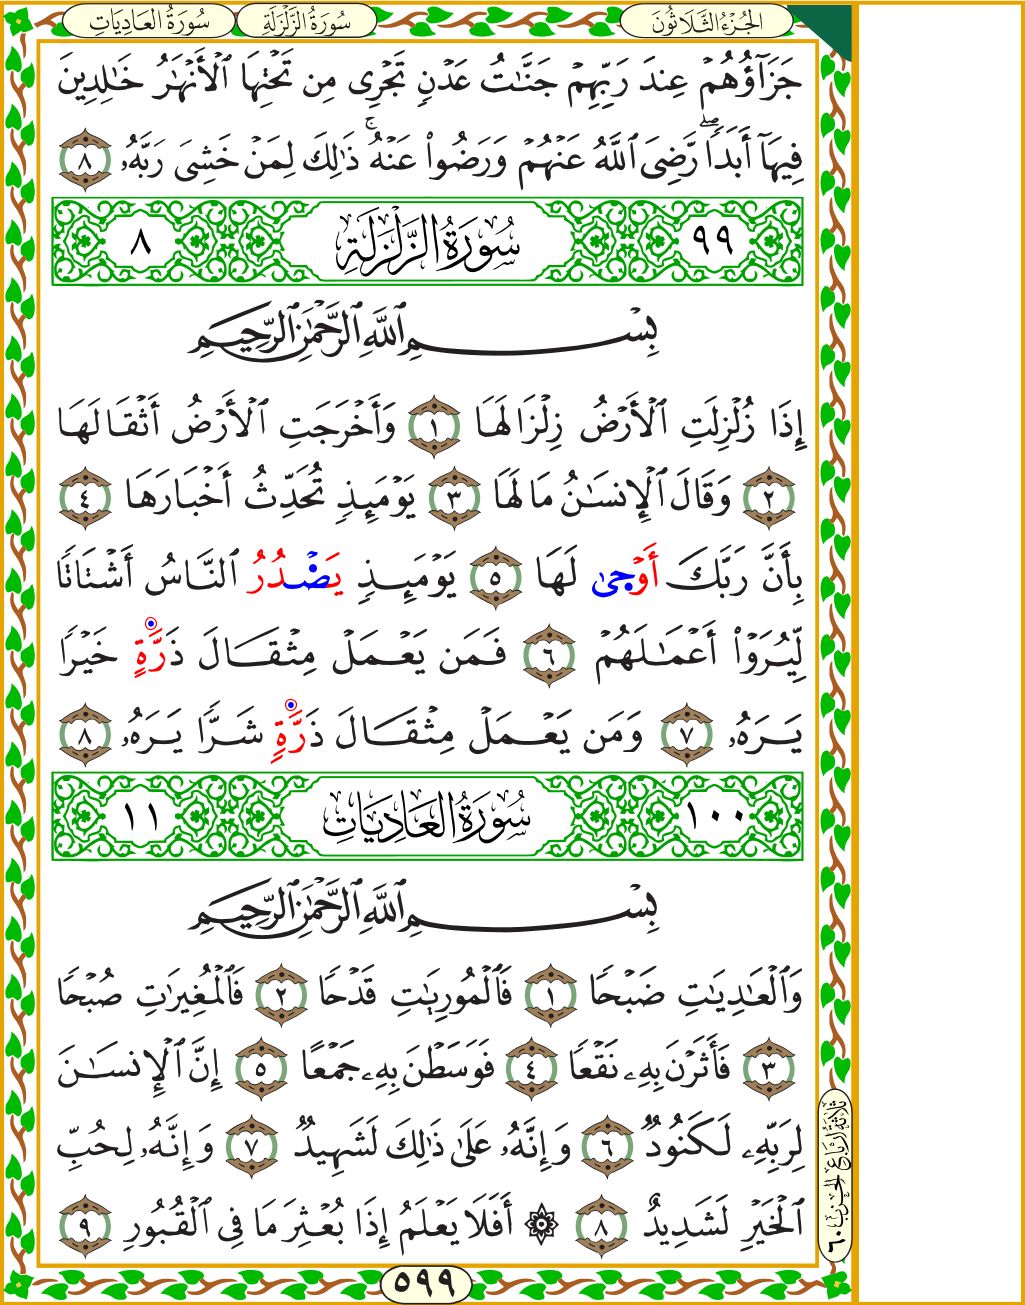 سُورَةُ العَادِيَاتِ سُورَةُ الزَّلْزَلَةِ الجُزْءُ الثَّلَاثُونَ
جَزَآؤُهُمْ عِندَ رَبِّهِمْ جَنَّٰتُ عَدْنٍ تَجْرِى مِن تَحْتِهَا ٱلْأَنْهَٰرُ خَٰلِدِينَ
فِيهَآ أَبَدًاۖ رَّضِىَ ٱللَّهُ عَنْهُمْ وَرَضُوا۟ عَنْهُۚ ذَٰلِكَ لِمَنْ خَشِىَ رَبَّهُۥ ٨
٩٩ سُورَةُ الزَّلْزَلَةِ ٨
بِسْمِ ٱللَّهِ ٱلرَّحْمَٰنِ ٱلرَّحِيمِ
إِذَا زُلْزِلَتِ ٱلْأَرْضُ زِلْزَالَهَا ١ وَأَخْرَجَتِ ٱلْأَرْضُ أَثْقَالَهَا
٢ وَقَالَ ٱلْإِنسَٰنُ مَا لَهَا ٣ يَوْمَئِذٍ تُحَدِّثُ أَخْبَارَهَا ٤
بِأَنَّ رَبَّكَ أَوْحَىٰ لَهَا ٥ يَوْمَئِذٍ يَصْدُرُ ٱلنَّاسُ أَشْتَاتًا
لِّيُرَوْا۟ أَعْمَٰلَهُمْ ٦ فَمَن يَعْمَلْ مِثْقَالَ ذَرَّةٍ خَيْرًا
يَرَهُۥ ٧ وَمَن يَعْمَلْ مِثْقَالَ ذَرَّةٍ شَرًّا يَرَهُۥ ٨
١٠٠ سُورَةُ العَادِيَاتِ ١١
بِسْمِ ٱللَّهِ ٱلرَّحْمَٰنِ ٱلرَّحِيمِ
وَٱلْعَٰدِيَٰتِ ضَبْحًا ١ فَٱلْمُورِيَٰتِ قَدْحًا ٢ فَٱلْمُغِيرَٰتِ صُبْحًا
٣ فَأَثَرْنَ بِهِۦ نَقْعًا ٤ فَوَسَطْنَ بِهِۦ جَمْعًا ٥ إِنَّ ٱلْإِنسَٰنَ
لِرَبِّهِۦ لَكَنُودٌ ٦ وَإِنَّهُۥ عَلَىٰ ذَٰلِكَ لَشَهِيدٌ ٧ وَإِنَّهُۥ لِحُبِّ
ٱلْخَيْرِ لَشَدِيدٌ ٨ ۞ أَفَلَا يَعْلَمُ إِذَا بُعْثِرَ مَا فِى ٱلْقُبُورِ ٩
ثَلَاثَةُ أَرْبَاعِ الحِزْبِ ٦٠
٥٩٩